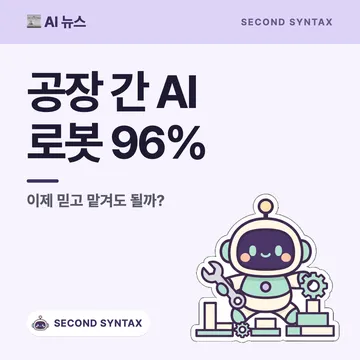 AI 뉴스
SECOND SYNTAX
공장 간 AI
로봇 96%
이제 믿고 맡겨도 될까?
SECOND SYNTAX